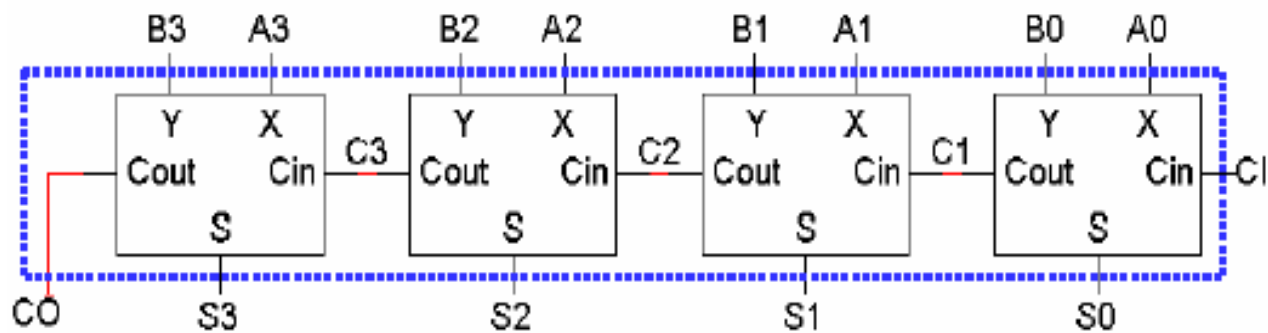 B3 A3 B2 A2 B1 A1 B0 A0
Y X Y X Y X Y X
Cout Cin C3 Cout Cin C2 Cout Cin C1 Cout Cin CI
S S S S
CO S3 S2 S1 S0